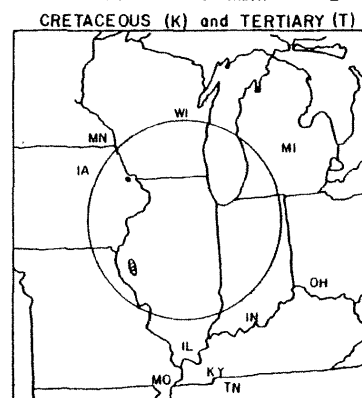 CRETACEOUS (K) and TERTIARY (T)
WI
MN
MI
IA
OH
IN
IL
KY
MO
TN